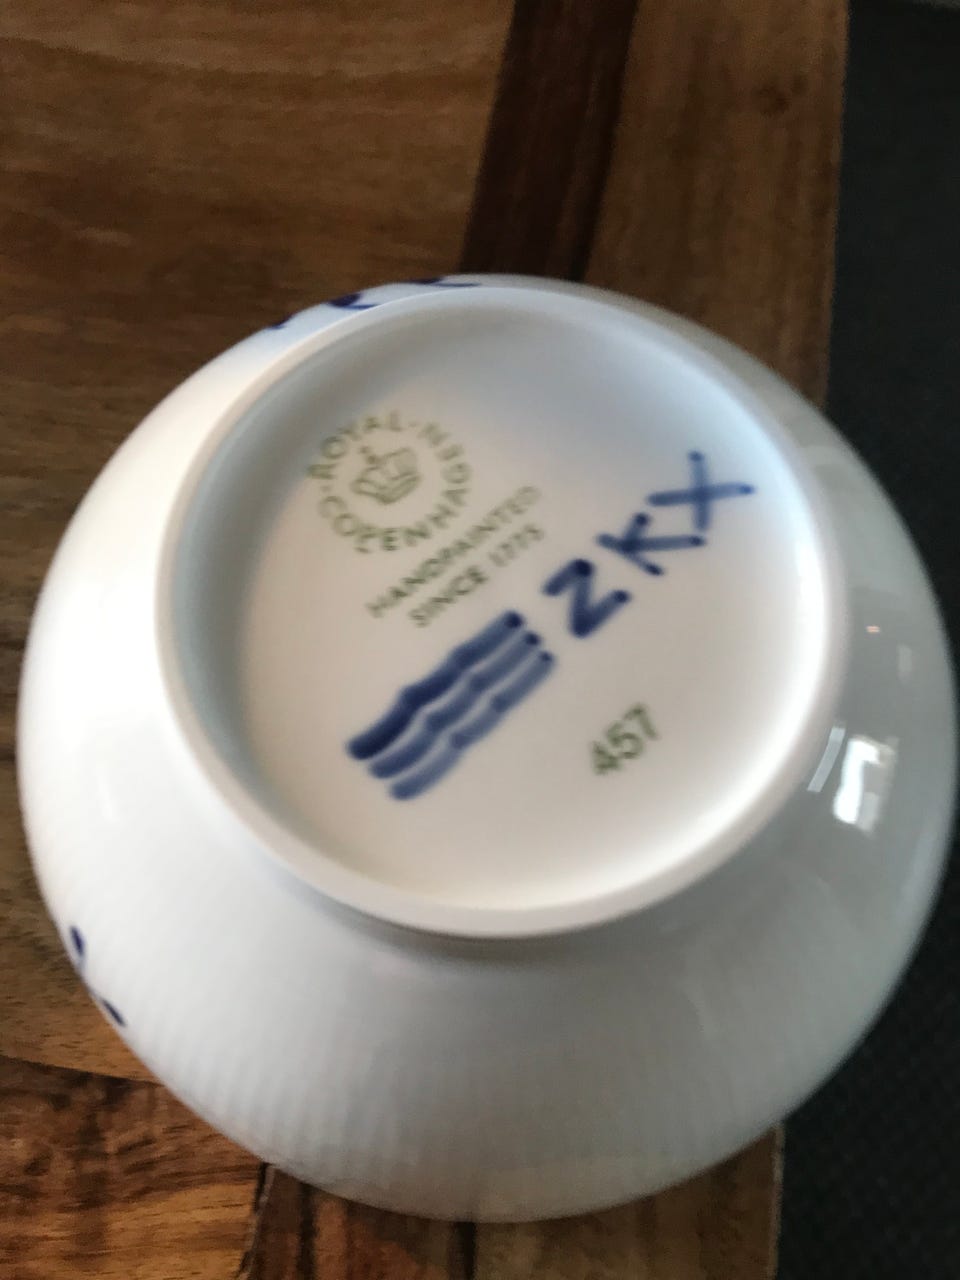 ROYAL-
COPENHAGEN
HANDPAINTED
SINCE 1775
ZKX
457